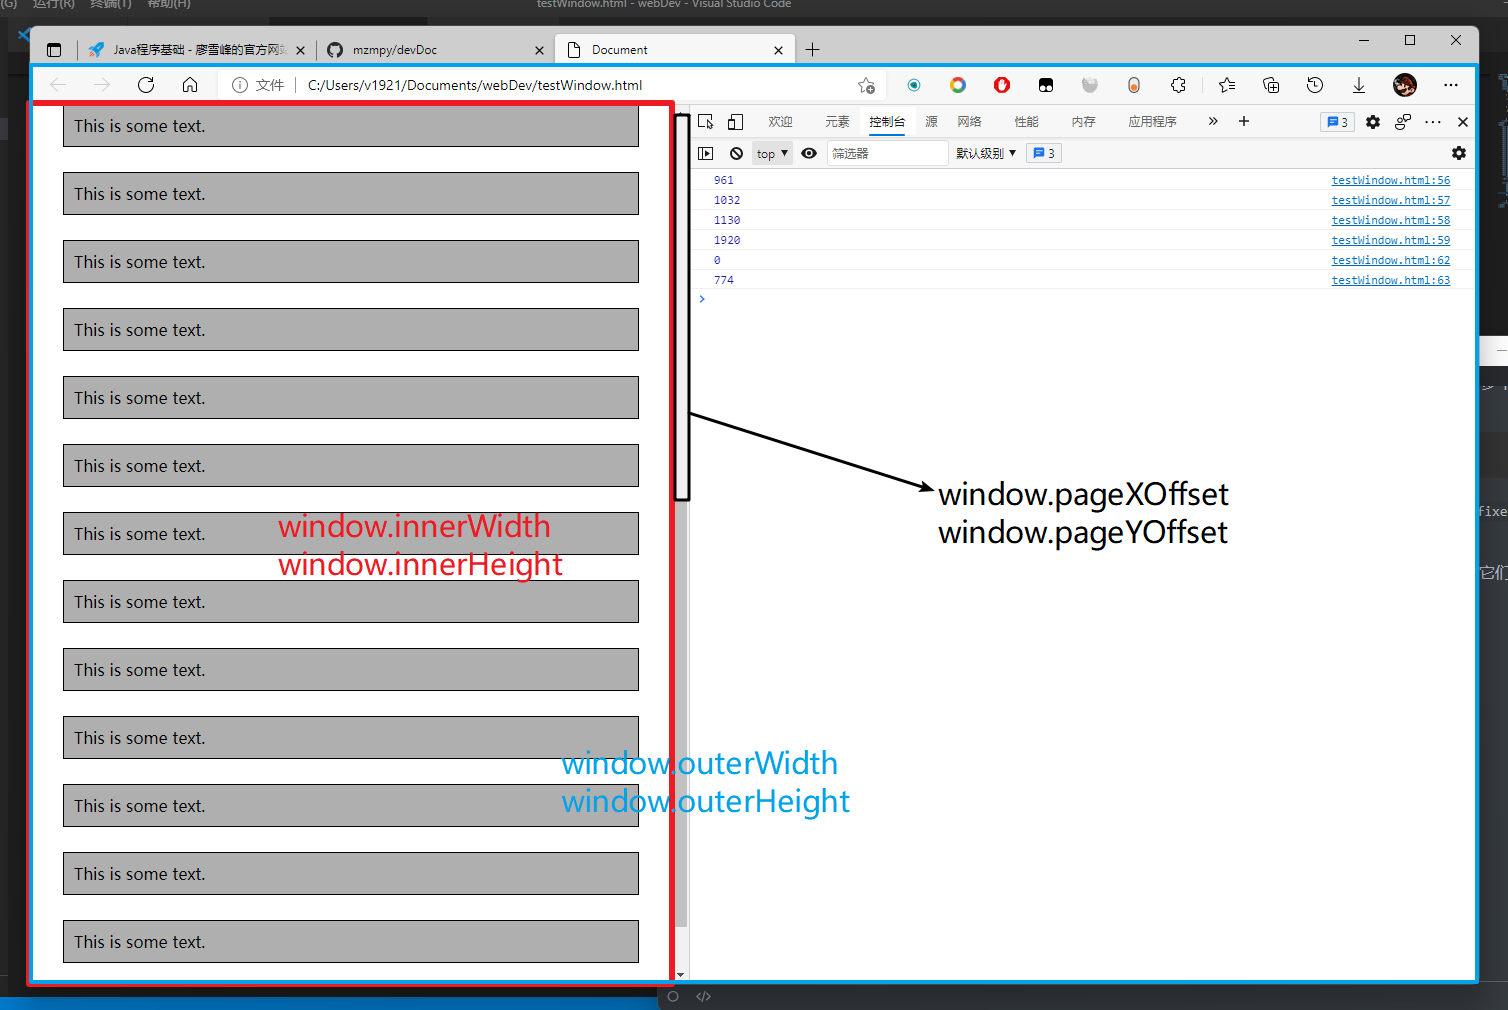 (G) 运行(R) 终端(T) 帮助(H)
testWindow.html - webDev - Visual Studio Code
Java程序基础 - 廖雪峰的官方网站
mzmpy/devDoc
Document
文件
C:/Users/v1921/Documents/webDev/testWindow.html
欢迎 元素 控制台 源 网络 性能 内存 应用程序 3
top 筛选器 默认级别 3
961 testWindow.html:56
1032 testWindow.html:57
1130 testWindow.html:58
1920 testWindow.html:59
0 testWindow.html:62
774 testWindow.html:63
This is some text.
This is some text.
This is some text.
This is some text.
This is some text.
This is some text.
This is some text.
This is some text.
This is some text.
This is some text.
This is some text.
This is some text.
This is some text.
window.innerWidth
window.innerHeight
window.pageXOffset
window.pageYOffset
window.outerWidth
window.outerHeight
fixe
它们